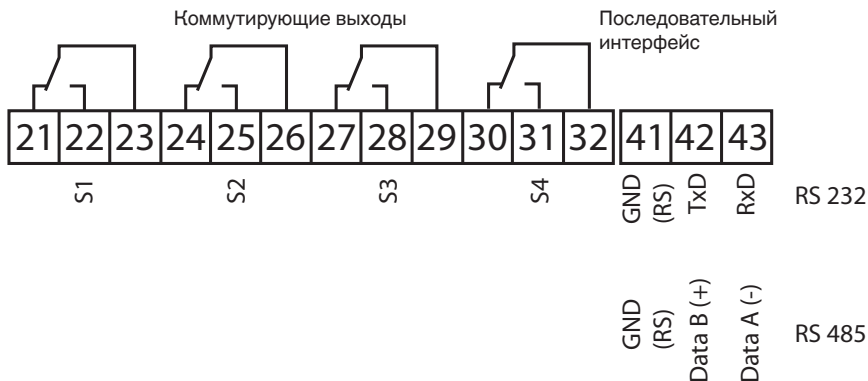 Коммутирующие выходы
Последовательный
интерфейс
21 22 23 24 25 26 27 28 29 30 31 32 41 42 43
S1 S2 S3 S4
GND
(RS)
TxD
RxD
RS 232
GND
(RS)
Data B (+)
Data A (-)
RS 485